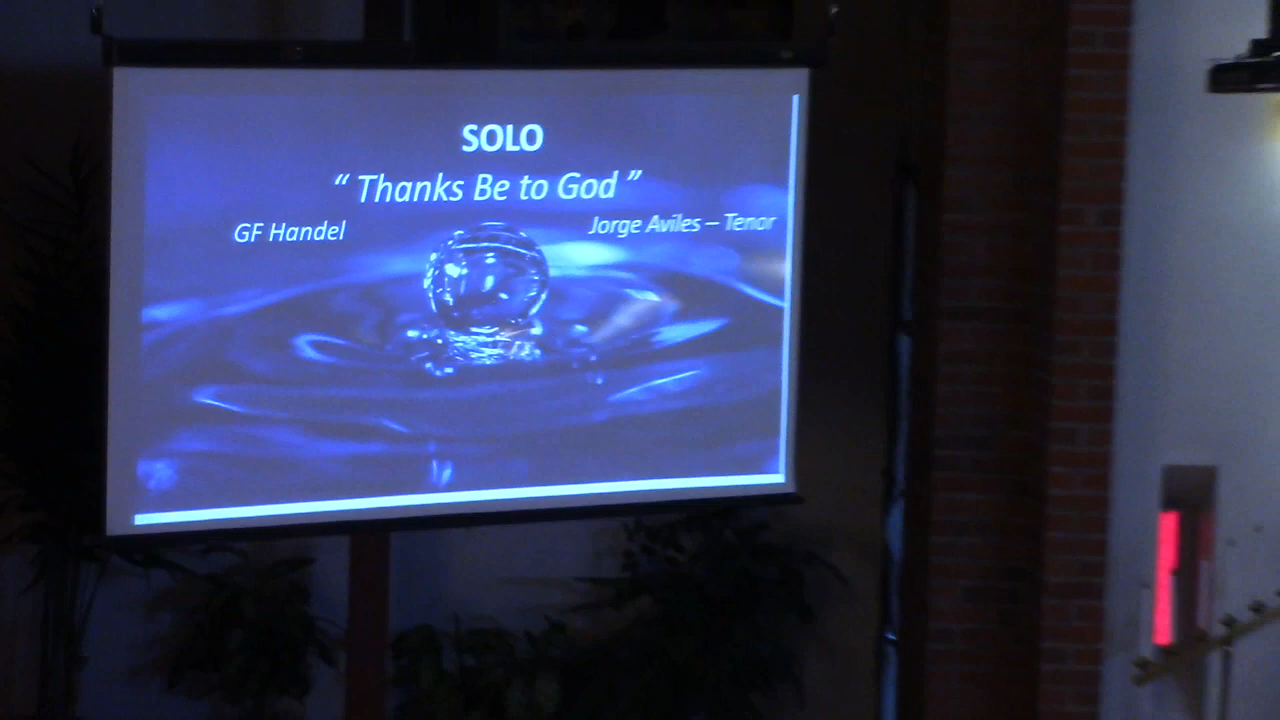 SOLO
“ Thanks Be to God ”
GF Handel
Jorge Aviles – Tenor